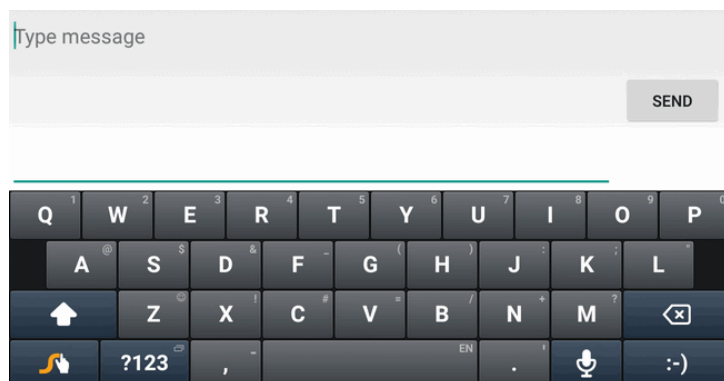 Type message
SEND
Q 1 W 2 E 3 R 4 T 5 Y 6 U 7 I 8 O 9 P 0
A @ S $ D & F _ G ( H ) J : K ; L "
Z X ! C # V = B / N + M ?
?123 , - EN . ' :-)